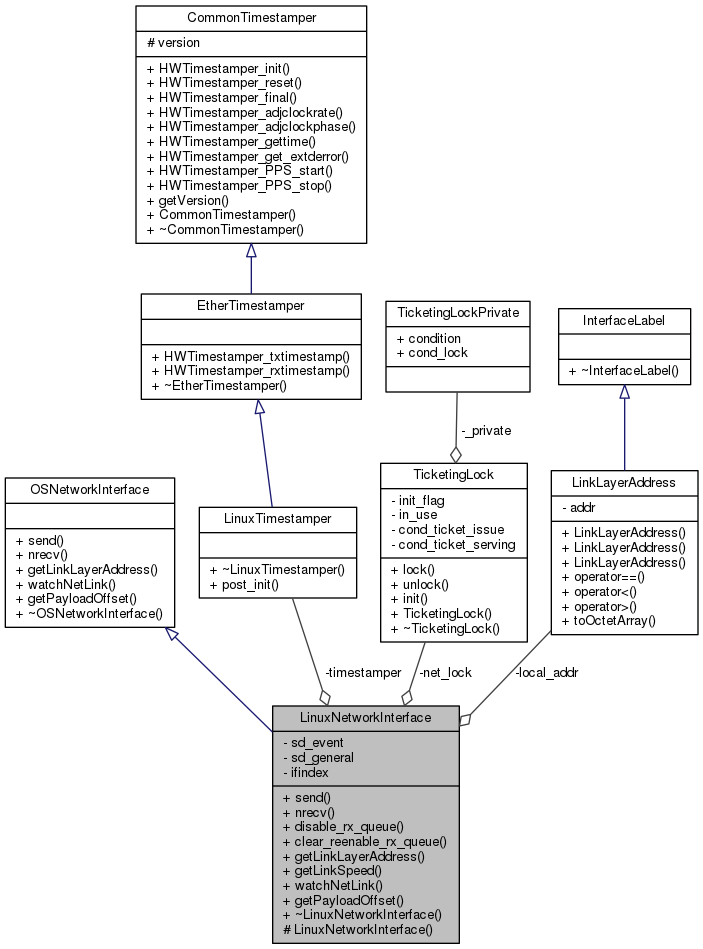 CommonTimestamper
# version
+ HWTimestamper_init()
+ HWTimestamper_reset()
+ HWTimestamper_final()
+ HWTimestamper_adjclockrate()
+ HWTimestamper_adjclockphase()
+ HWTimestamper_gettime()
+ HWTimestamper_get_extderror()
+ HWTimestamper_PPS_start()
+ HWTimestamper_PPS_stop()
+ getVersion()
+ CommonTimestamper()
+ ~CommonTimestamper()
EtherTimestamper
+ HWTimestamper_txtimestamp()
+ HWTimestamper_rxtimestamp()
+ ~EtherTimestamper()
TicketingLockPrivate
+ condition
+ cond_lock
InterfaceLabel
+ ~InterfaceLabel()
-_private
OSNetworkInterface
+ send()
+ nrecv()
+ getLinkLayerAddress()
+ watchNetLink()
+ getPayloadOffset()
+ ~OSNetworkInterface()
LinuxTimestamper
+ ~LinuxTimestamper()
+ post_init()
TicketingLock
- init_flag
- in_use
- cond_ticket_issue
- cond_ticket_serving
+ lock()
+ unlock()
+ init()
+ TicketingLock()
+ ~TicketingLock()
LinkLayerAddress
- addr
+ LinkLayerAddress()
+ LinkLayerAddress()
+ LinkLayerAddress()
+ operator==()
+ operator<()
+ operator>()
+ toOctetArray()
-timestamper
-net_lock
-local_addr
LinuxNetworkInterface
- sd_event
- sd_general
- ifindex
+ send()
+ nrecv()
+ disable_rx_queue()
+ clear_reenable_rx_queue()
+ getLinkLayerAddress()
+ getLinkSpeed()
+ watchNetLink()
+ getPayloadOffset()
+ ~LinuxNetworkInterface()
# LinuxNetworkInterface()